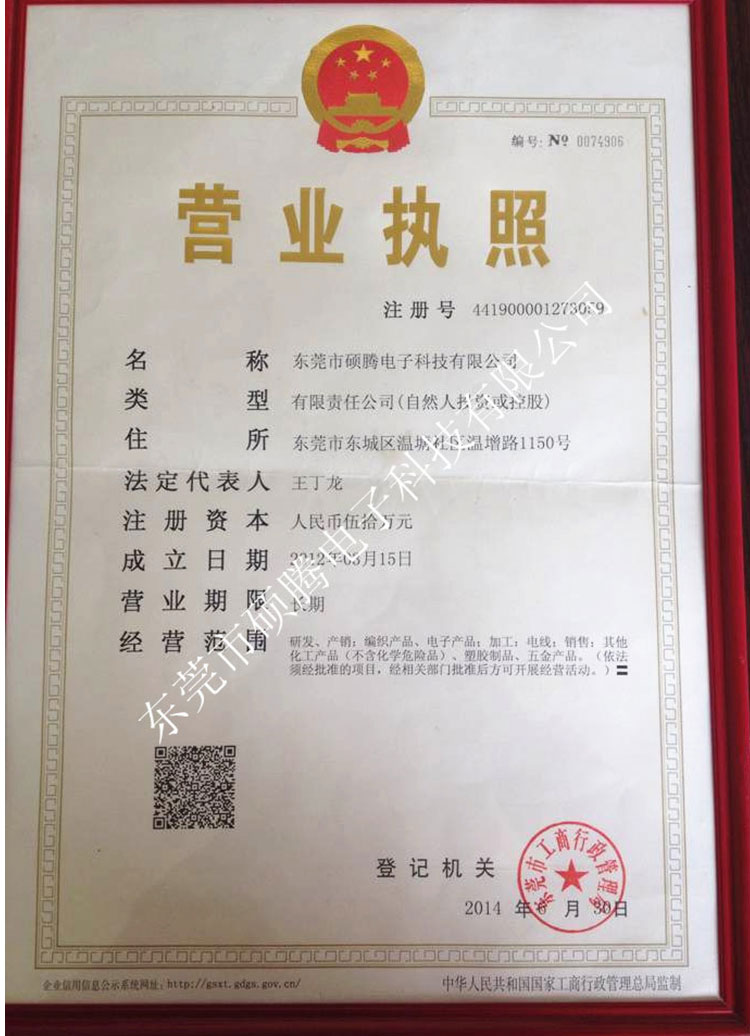 编号: № 0074906
营业执照
注册号 441900001273059
名称 东莞市硕腾电子科技有限公司
类型 有限责任公司(自然人投资或控股)
住所 东莞市东城区温塘社区温增路1150号
法定代表人 王丁龙
注册资本 人民币伍拾万元
成立日期 2012年03月15日
营业期限 长期
经营范围 研发、产销：编织产品、电子产品；加工：电线；销售：其他
化工产品（不含化学危险品）、塑胶制品、五金产品。（依法
须经批准的项目，经相关部门批准后方可开展经营活动。）
东莞市硕腾电子科技有限公司
东莞市工商行政管理局
登记机关
2014 年 6 月 30日
企业信用信息公示系统网址：http://gsxt.gdgs.gov.cn/
中华人民共和国国家工商行政管理总局监制